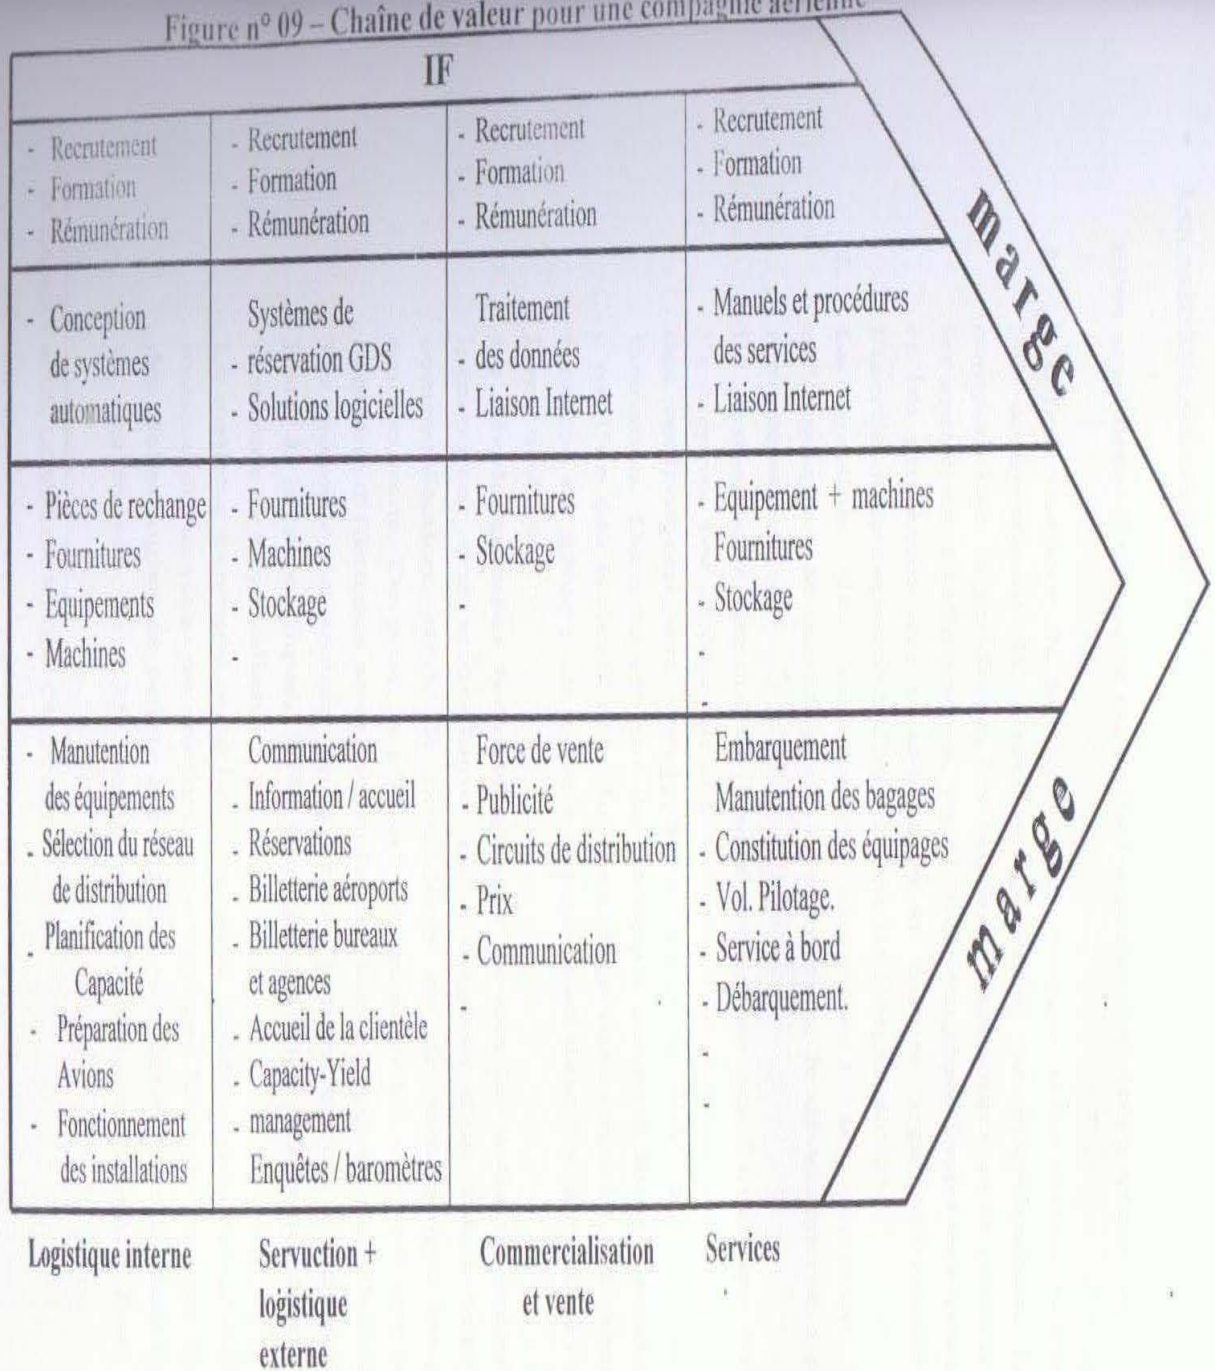 Figure n° 09 – Chaîne de valeur pour une compagnie aérienne
IF
- Recrutement
- Formation
- Rémunération
- Recrutement
- Formation
- Rémunération
- Recrutement
- Formation
- Rémunération
- Recrutement
- Formation
- Rémunération
- Conception
de systèmes
automatiques
Systèmes de
- réservation GDS
- Solutions logicielles
Traitement
- des données
- Liaison Internet
- Manuels et procédures
des services
- Liaison Internet
- Pièces de rechange
- Fournitures
- Equipements
- Machines
- Fournitures
- Machines
- Stockage
-
- Fournitures
- Stockage
-
- Equipement + machines
Fournitures
- Stockage
-
-
- Manutention
des équipements
- Sélection du réseau
de distribution
- Planification des
Capacité
- Préparation des
Avions
- Fonctionnement
des installations
Communication
- Information / accueil
- Réservations
- Billetterie aéroports
- Billetterie bureaux
et agences
- Accueil de la clientèle
- Capacity-Yield
- management
Enquêtes / baromètres
Force de vente
- Publicité
- Circuits de distribution
- Prix
- Communication
-
Embarquement
Manutention des bagages
- Constitution des équipages
- Vol. Pilotage.
- Service à bord
- Débarquement.
-
-
marge
marge
Logistique interne
Servuction +
logistique
externe
Commercialisation
et vente
Services